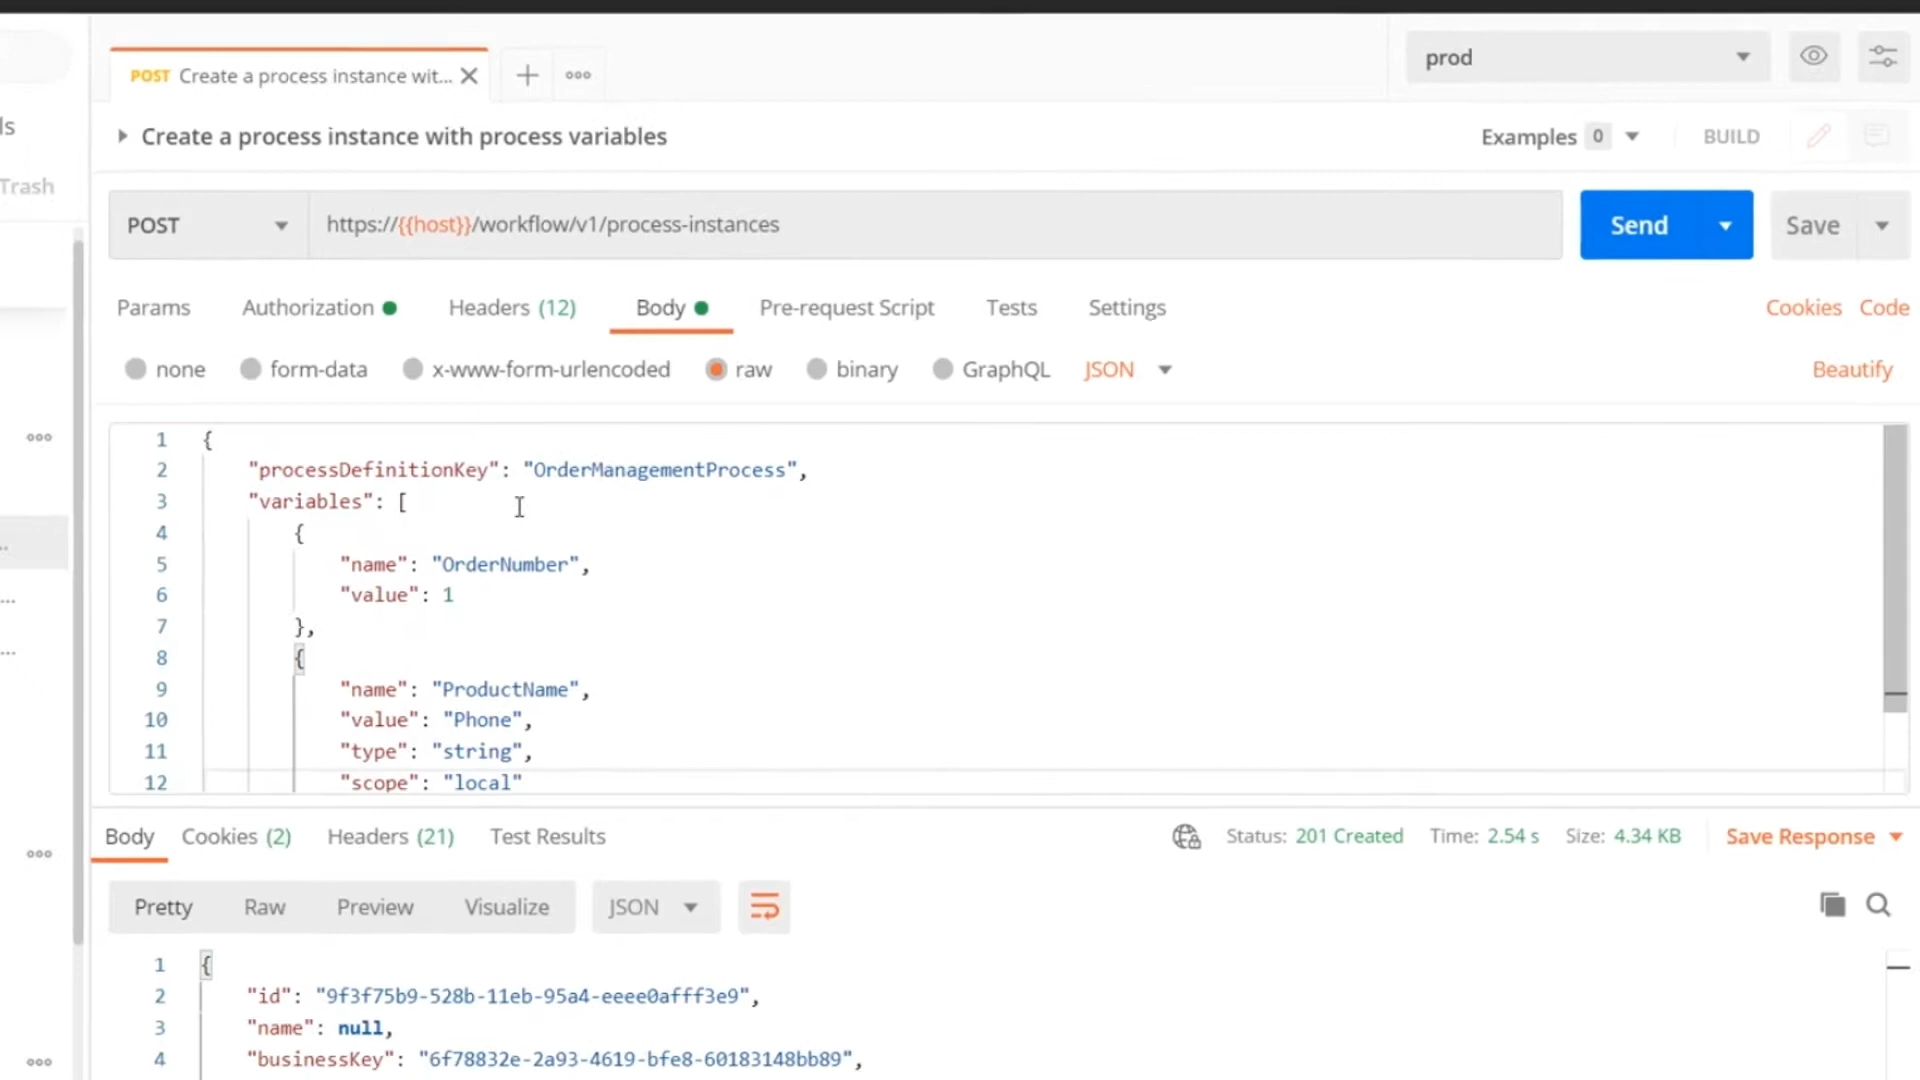 POST Create a process instance wit...
prod
ls
Create a process instance with process variables
Examples 0
BUILD
Trash
POST
https://{{host}}/workflow/v1/process-instances
Send
Save
Params
Authorization
Headers (12)
Body
Pre-request Script
Tests
Settings
Cookies
Code
none
form-data
x-www-form-urlencoded
raw
binary
GraphQL
JSON
Beautify
1 {
2 "processDefinitionKey": "OrderManagementProcess",
3 "variables": [
4 {
5 "name": "OrderNumber",
6 "value": 1
7 },
8 {
9 "name": "ProductName",
10 "value": "Phone",
11 "type": "string",
12 "scope": "local"
Body
Cookies (2)
Headers (21)
Test Results
Status: 201 Created
Time: 2.54 s
Size: 4.34 KB
Save Response
Pretty
Raw
Preview
Visualize
JSON
1 {
2 "id": "9f3f75b9-528b-11eb-95a4-eeee0afff3e9",
3 "name": null,
4 "businessKey": "6f78832e-2a93-4619-bfe8-60183148bb89",